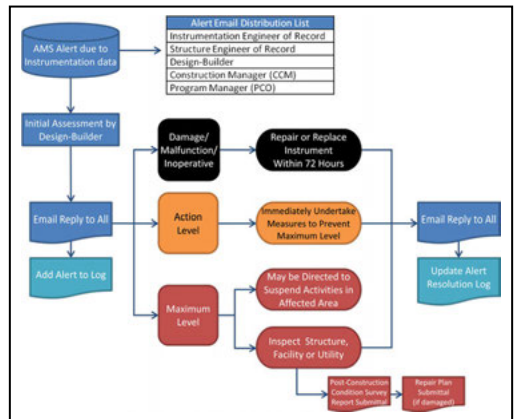 AMS Alert due to
Instrumentation data
Alert Email Distribution List
Instrumentation Engineer of Record
Structure Engineer of Record
Design-Builder
Construction Manager (CCM)
Program Manager (PCO)
Initial Assessment by
Design-Builder
Damage/
Malfunction/
Inoperative
Repair or Replace
Instrument
Within 72 Hours
Email Reply to All
Action
Level
Immediately Undertake
Measures to Prevent
Maximum Level
Email Reply to All
Add Alert to Log
Update Alert
Resolution Log
Maximum
Level
May be Directed to
Suspend Activities in
Affected Area
Inspect Structure,
Facility or Utility
Post-Construction
Condition Survey
Report Submittal
Repair Plan
Submittal
(if damaged)